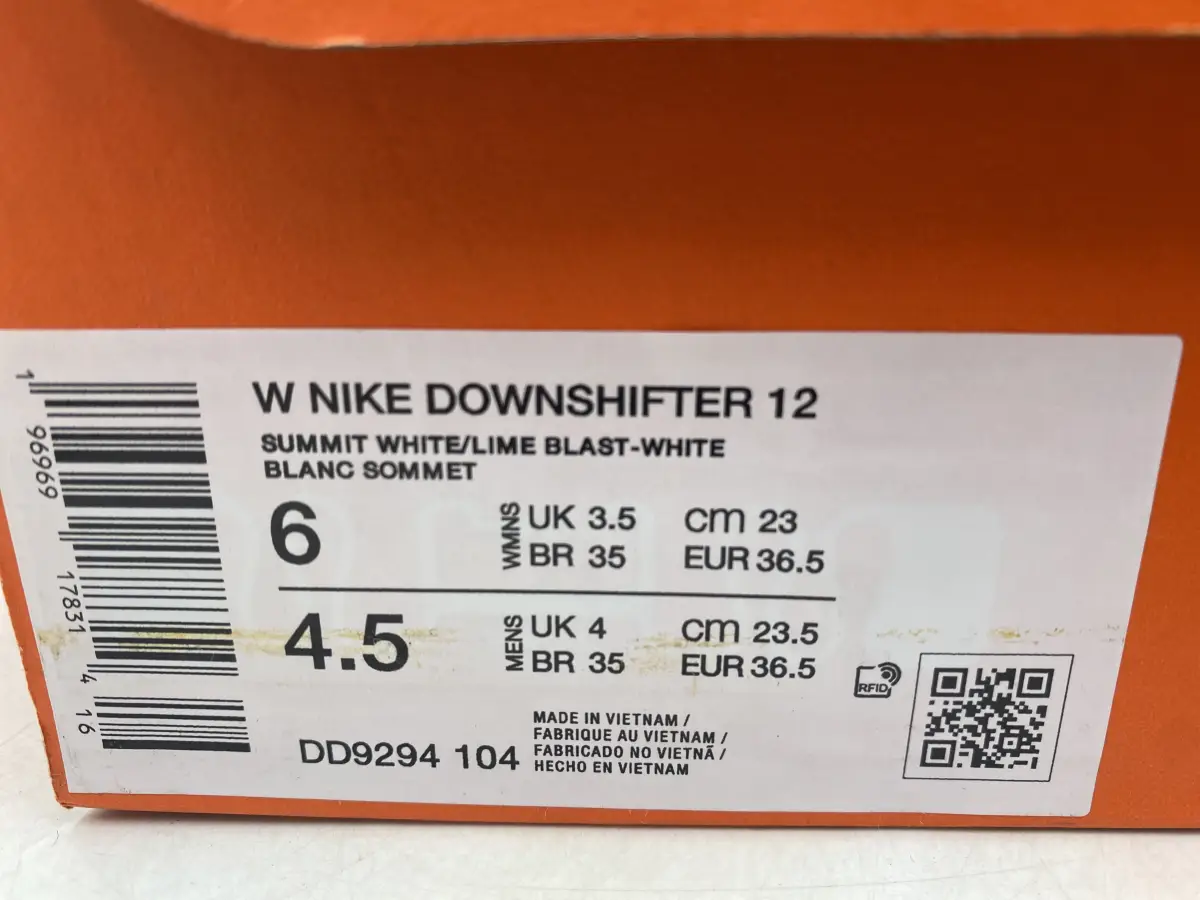 W NIKE DOWNSHIFTER 12
SUMMIT WHITE/LIME BLAST-WHITE
BLANC SOMMET
6 WMNS UK 3.5 cm 23
BR 35 EUR 36.5
4.5 MENS UK 4 cm 23.5
BR 35 EUR 36.5
RFID
MADE IN VIETNAM /
FABRIQUE AU VIETNAM /
DD9294 104 FABRICADO NO VIETNÃ /
HECHO EN VIETNAM
1 96969 17831 4 16